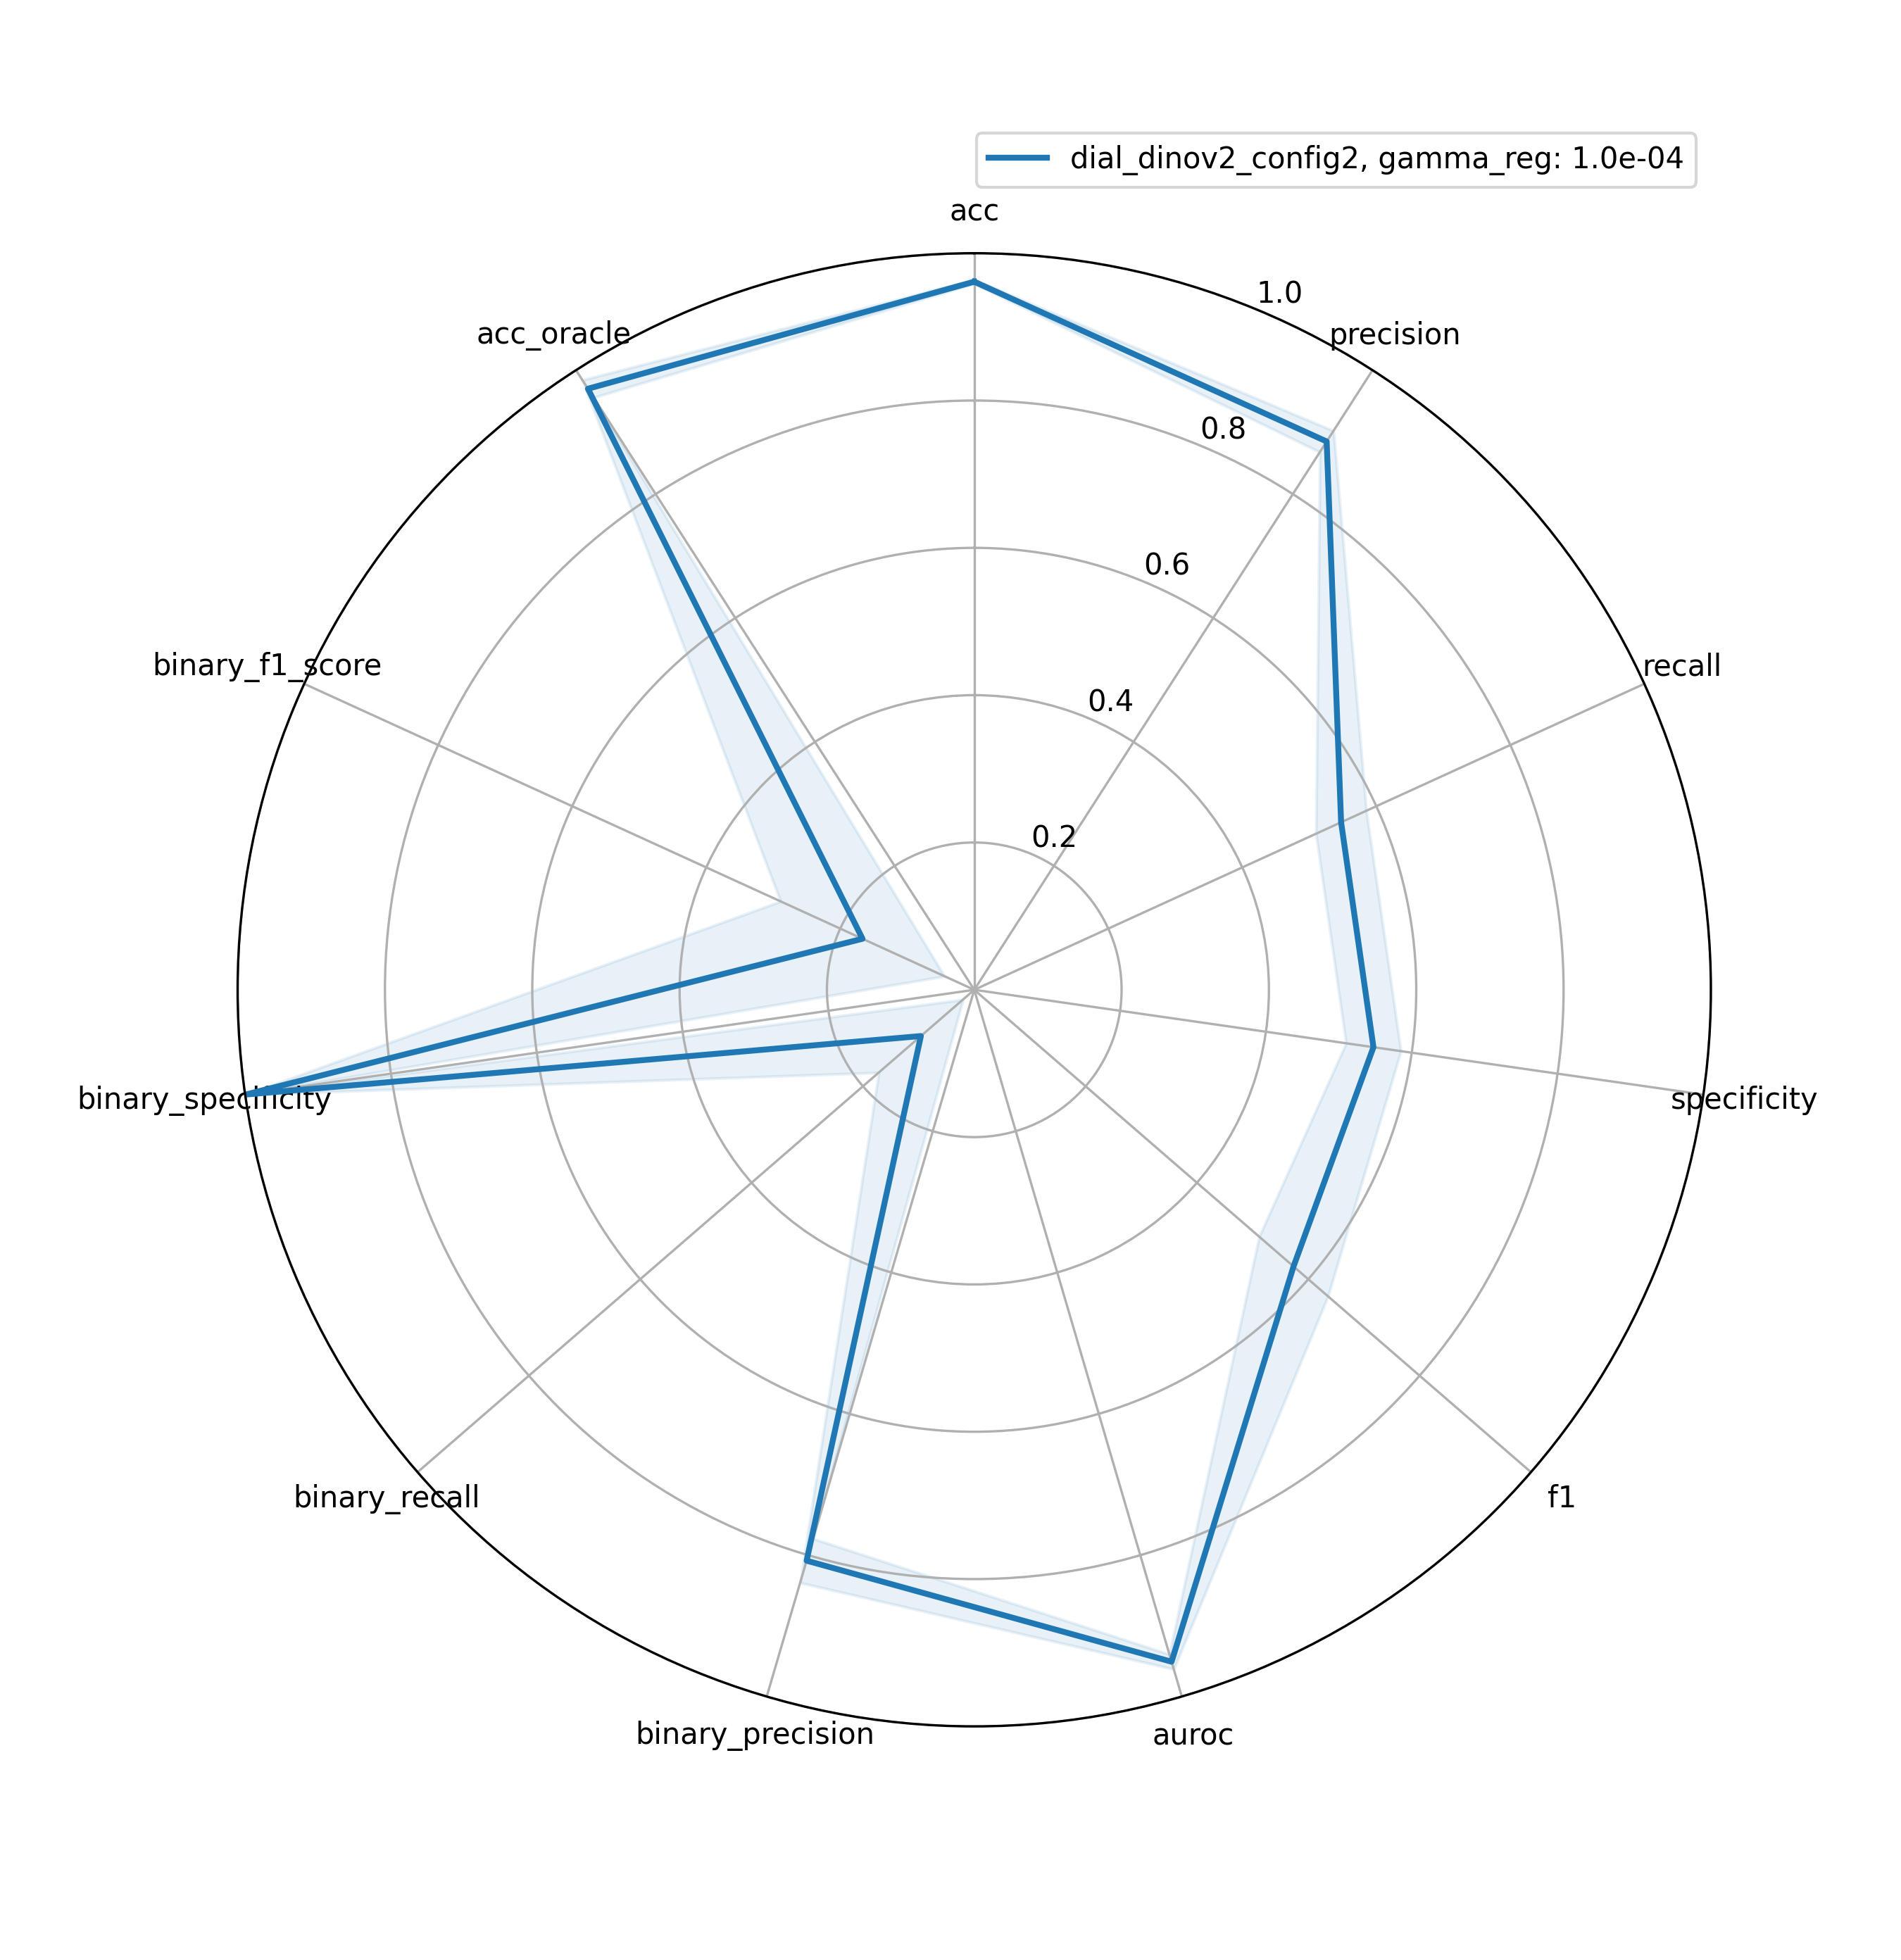 dial_dinov2_config2, gamma_reg: 1.0e-04
acc
1.0
acc_oracle
precision
0.8
0.6
binary_f1_score
recall
0.4
0.2
binary_specificity
specificity
binary_recall
f1
binary_precision
auroc